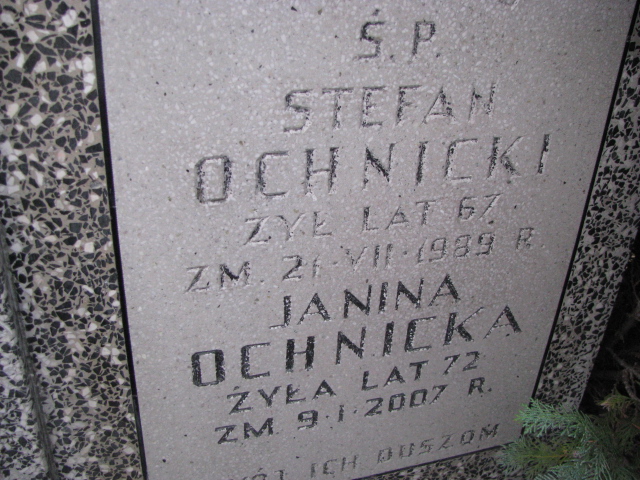 Ś.P.
STEFAN
OCHNICKI
ŻYŁ LAT 67.
ZM. 21·VII·1989 R.
JANINA
OCHNICKA
ŻYŁA LAT 72
ZM. 9·I·2007 R.
ICH DUSZOM